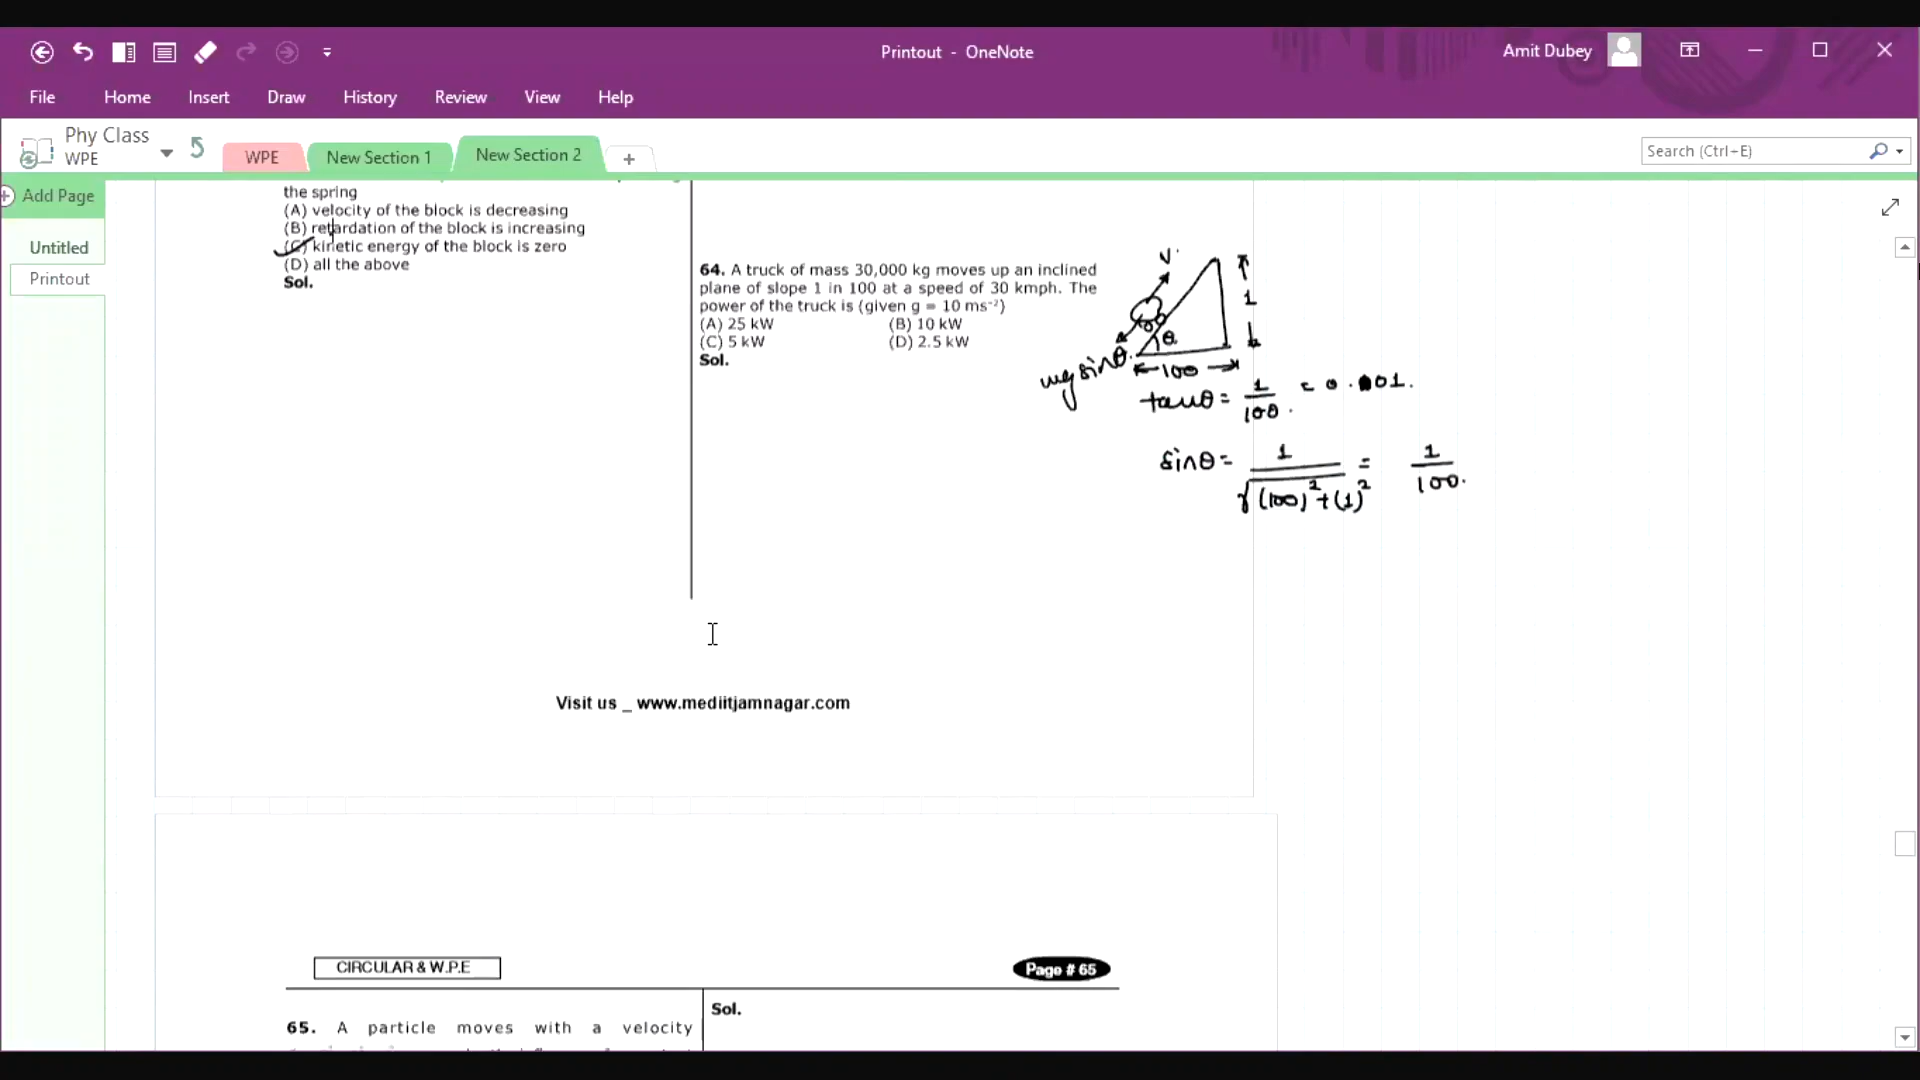 Printout - OneNote
Amit Dubey
File Home Insert Draw History Review View Help
Phy Class
WPE
WPE
New Section 1
New Section 2
+
Search (Ctrl+E)
Add Page
Untitled
Printout
the spring
(A) velocity of the block is decreasing
(B) retardation of the block is increasing
(C) kinetic energy of the block is zero
(D) all the above
Sol.
64. A truck of mass 30,000 kg moves up an inclined
plane of slope 1 in 100 at a speed of 30 kmph. The
power of the truck is (given g = 10 ms⁻²)
(A) 25 kW (B) 10 kW
(C) 5 kW (D) 2.5 kW
Sol.
V
1
θ
mg sinθ
100
tanθ = 1/100 = 0.01.
sinθ = 1/√((100)²+(1)²) = 1/100.
Visit us _ www.mediitjamnagar.com
CIRCULAR & W.P.E
Page # 65
Sol.
65. A particle moves with a velocity